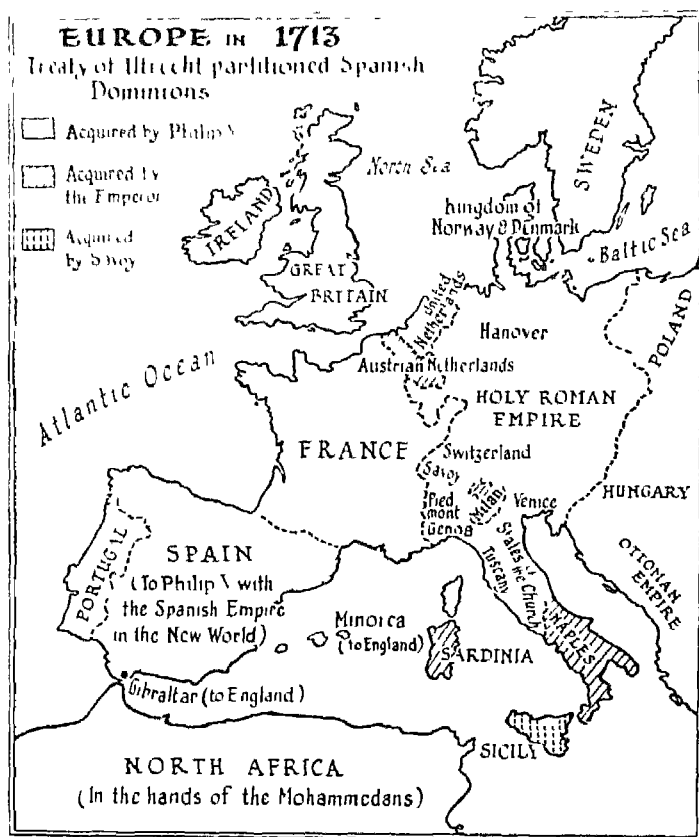 EUROPE IN 1713
Treaty of Utrecht partitioned Spanish
Dominions
Acquired by Philip V
Acquired by
the Emperor
Acquired
by Savoy
North Sea
SWEDEN
IRELAND
Kingdom of
Norway & Denmark
Baltic Sea
GREAT
BRITAIN
United
Netherlands
Hanover
POLAND
Atlantic Ocean
Austrian Netherlands
HOLY ROMAN
EMPIRE
FRANCE
Switzerland
Savoy
HUNGARY
Pied
mont
Milan
Venice
Genoa
PORTUGAL
SPAIN
(To Philip V with
the Spanish Empire
in the New World)
Tuscany
States of
the Church
OTTOMAN
EMPIRE
Minorca
(to England)
SARDINIA
NAPLES
Gibraltar (to England)
SICILY
NORTH AFRICA
(In the hands of the Mohammedans)